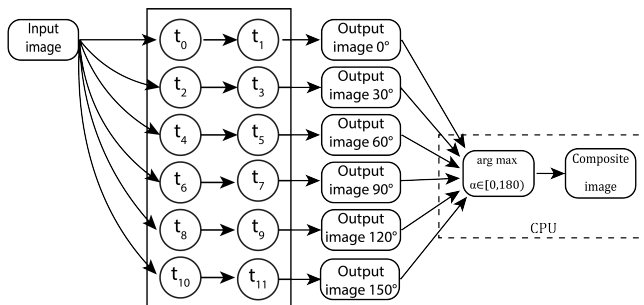 Input
image
t0 t1
Output
image 0°
t2 t3
Output
image 30°
t4 t5
Output
image 60°
t6 t7
Output
image 90°
t8 t9
Output
image 120°
t10 t11
Output
image 150°
arg max
α∈[0,180)
Composite
image
CPU